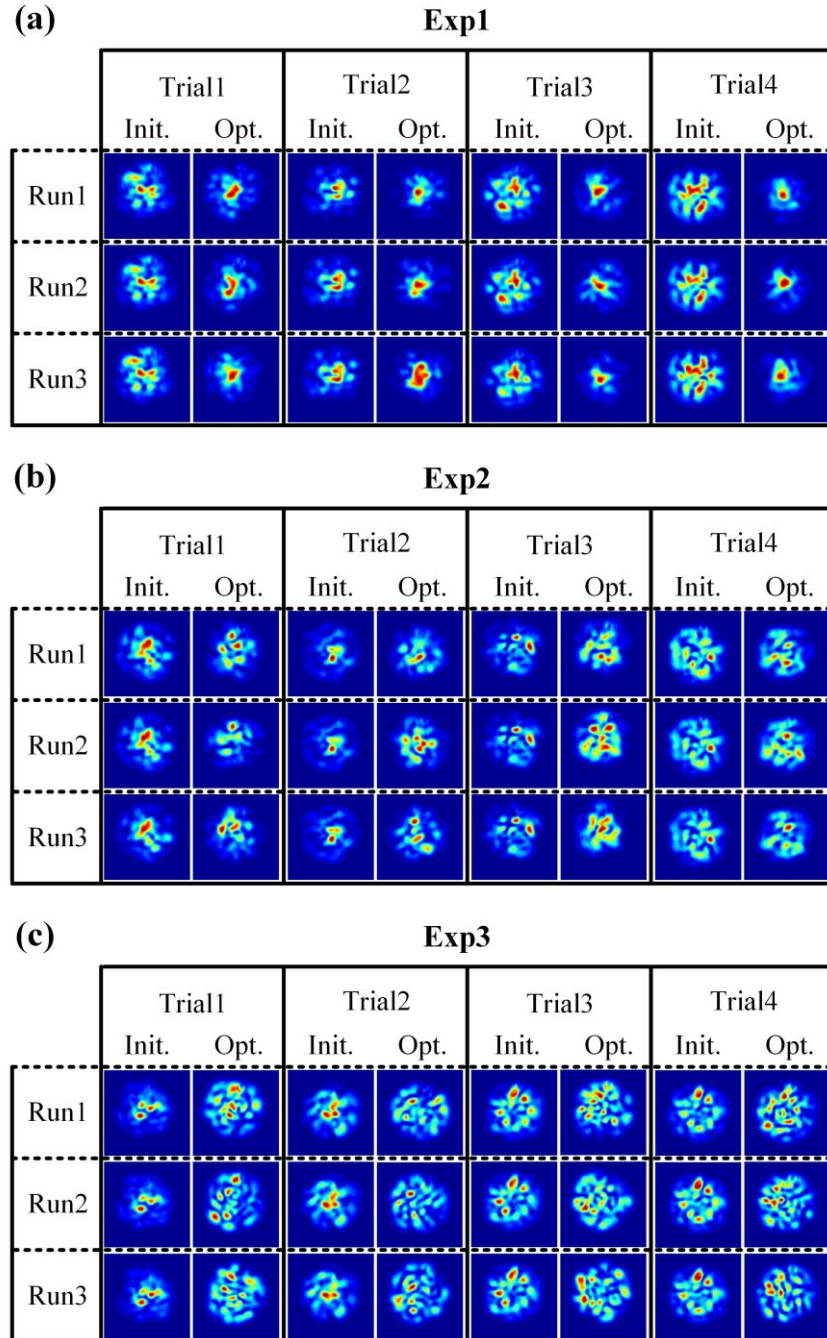 (a) Exp1
Trial1 Trial2 Trial3 Trial4
Init. Opt. Init. Opt. Init. Opt. Init. Opt.
Run1
Run2
Run3
(b) Exp2
Trial1 Trial2 Trial3 Trial4
Init. Opt. Init. Opt. Init. Opt. Init. Opt.
Run1
Run2
Run3
(c) Exp3
Trial1 Trial2 Trial3 Trial4
Init. Opt. Init. Opt. Init. Opt. Init. Opt.
Run1
Run2
Run3